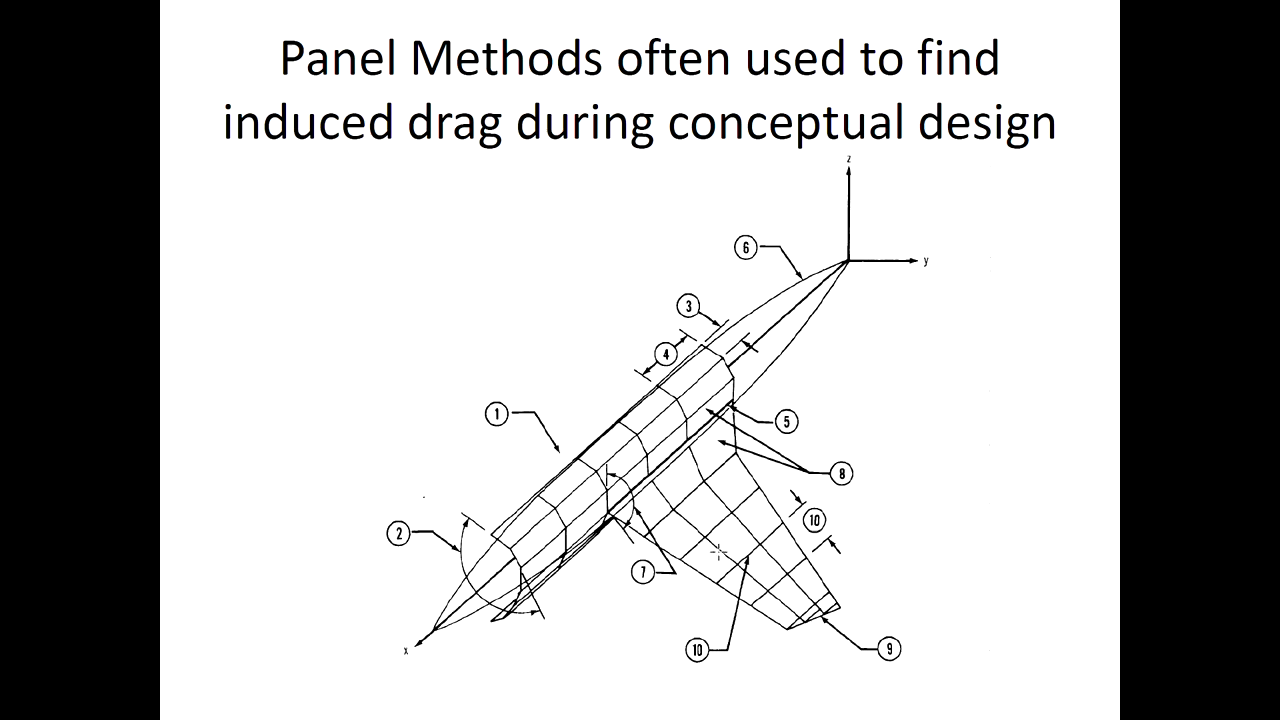 Panel Methods often used to find
induced drag during conceptual design
z
6
y
3
4
1
5
8
10
2
7
x
10
9